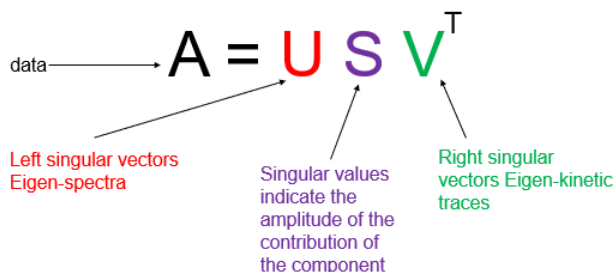 data
A = U S V^T
Left singular vectors
Eigen-spectra
Singular values
indicate the
amplitude of the
contribution of
the component
Right singular
vectors Eigen-kinetic
traces